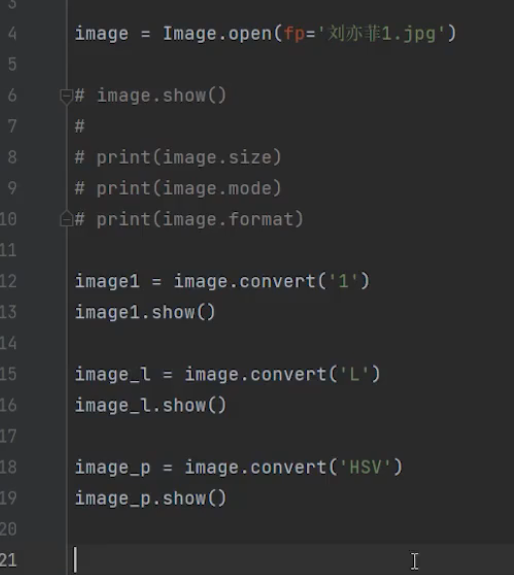 3
4 image = Image.open(fp='刘亦菲1.jpg')
5
6 # image.show()
7 #
8 # print(image.size)
9 # print(image.mode)
10 # print(image.format)
11
12 image1 = image.convert('1')
13 image1.show()
14
15 image_l = image.convert('L')
16 image_l.show()
17
18 image_p = image.convert('HSV')
19 image_p.show()
20
21